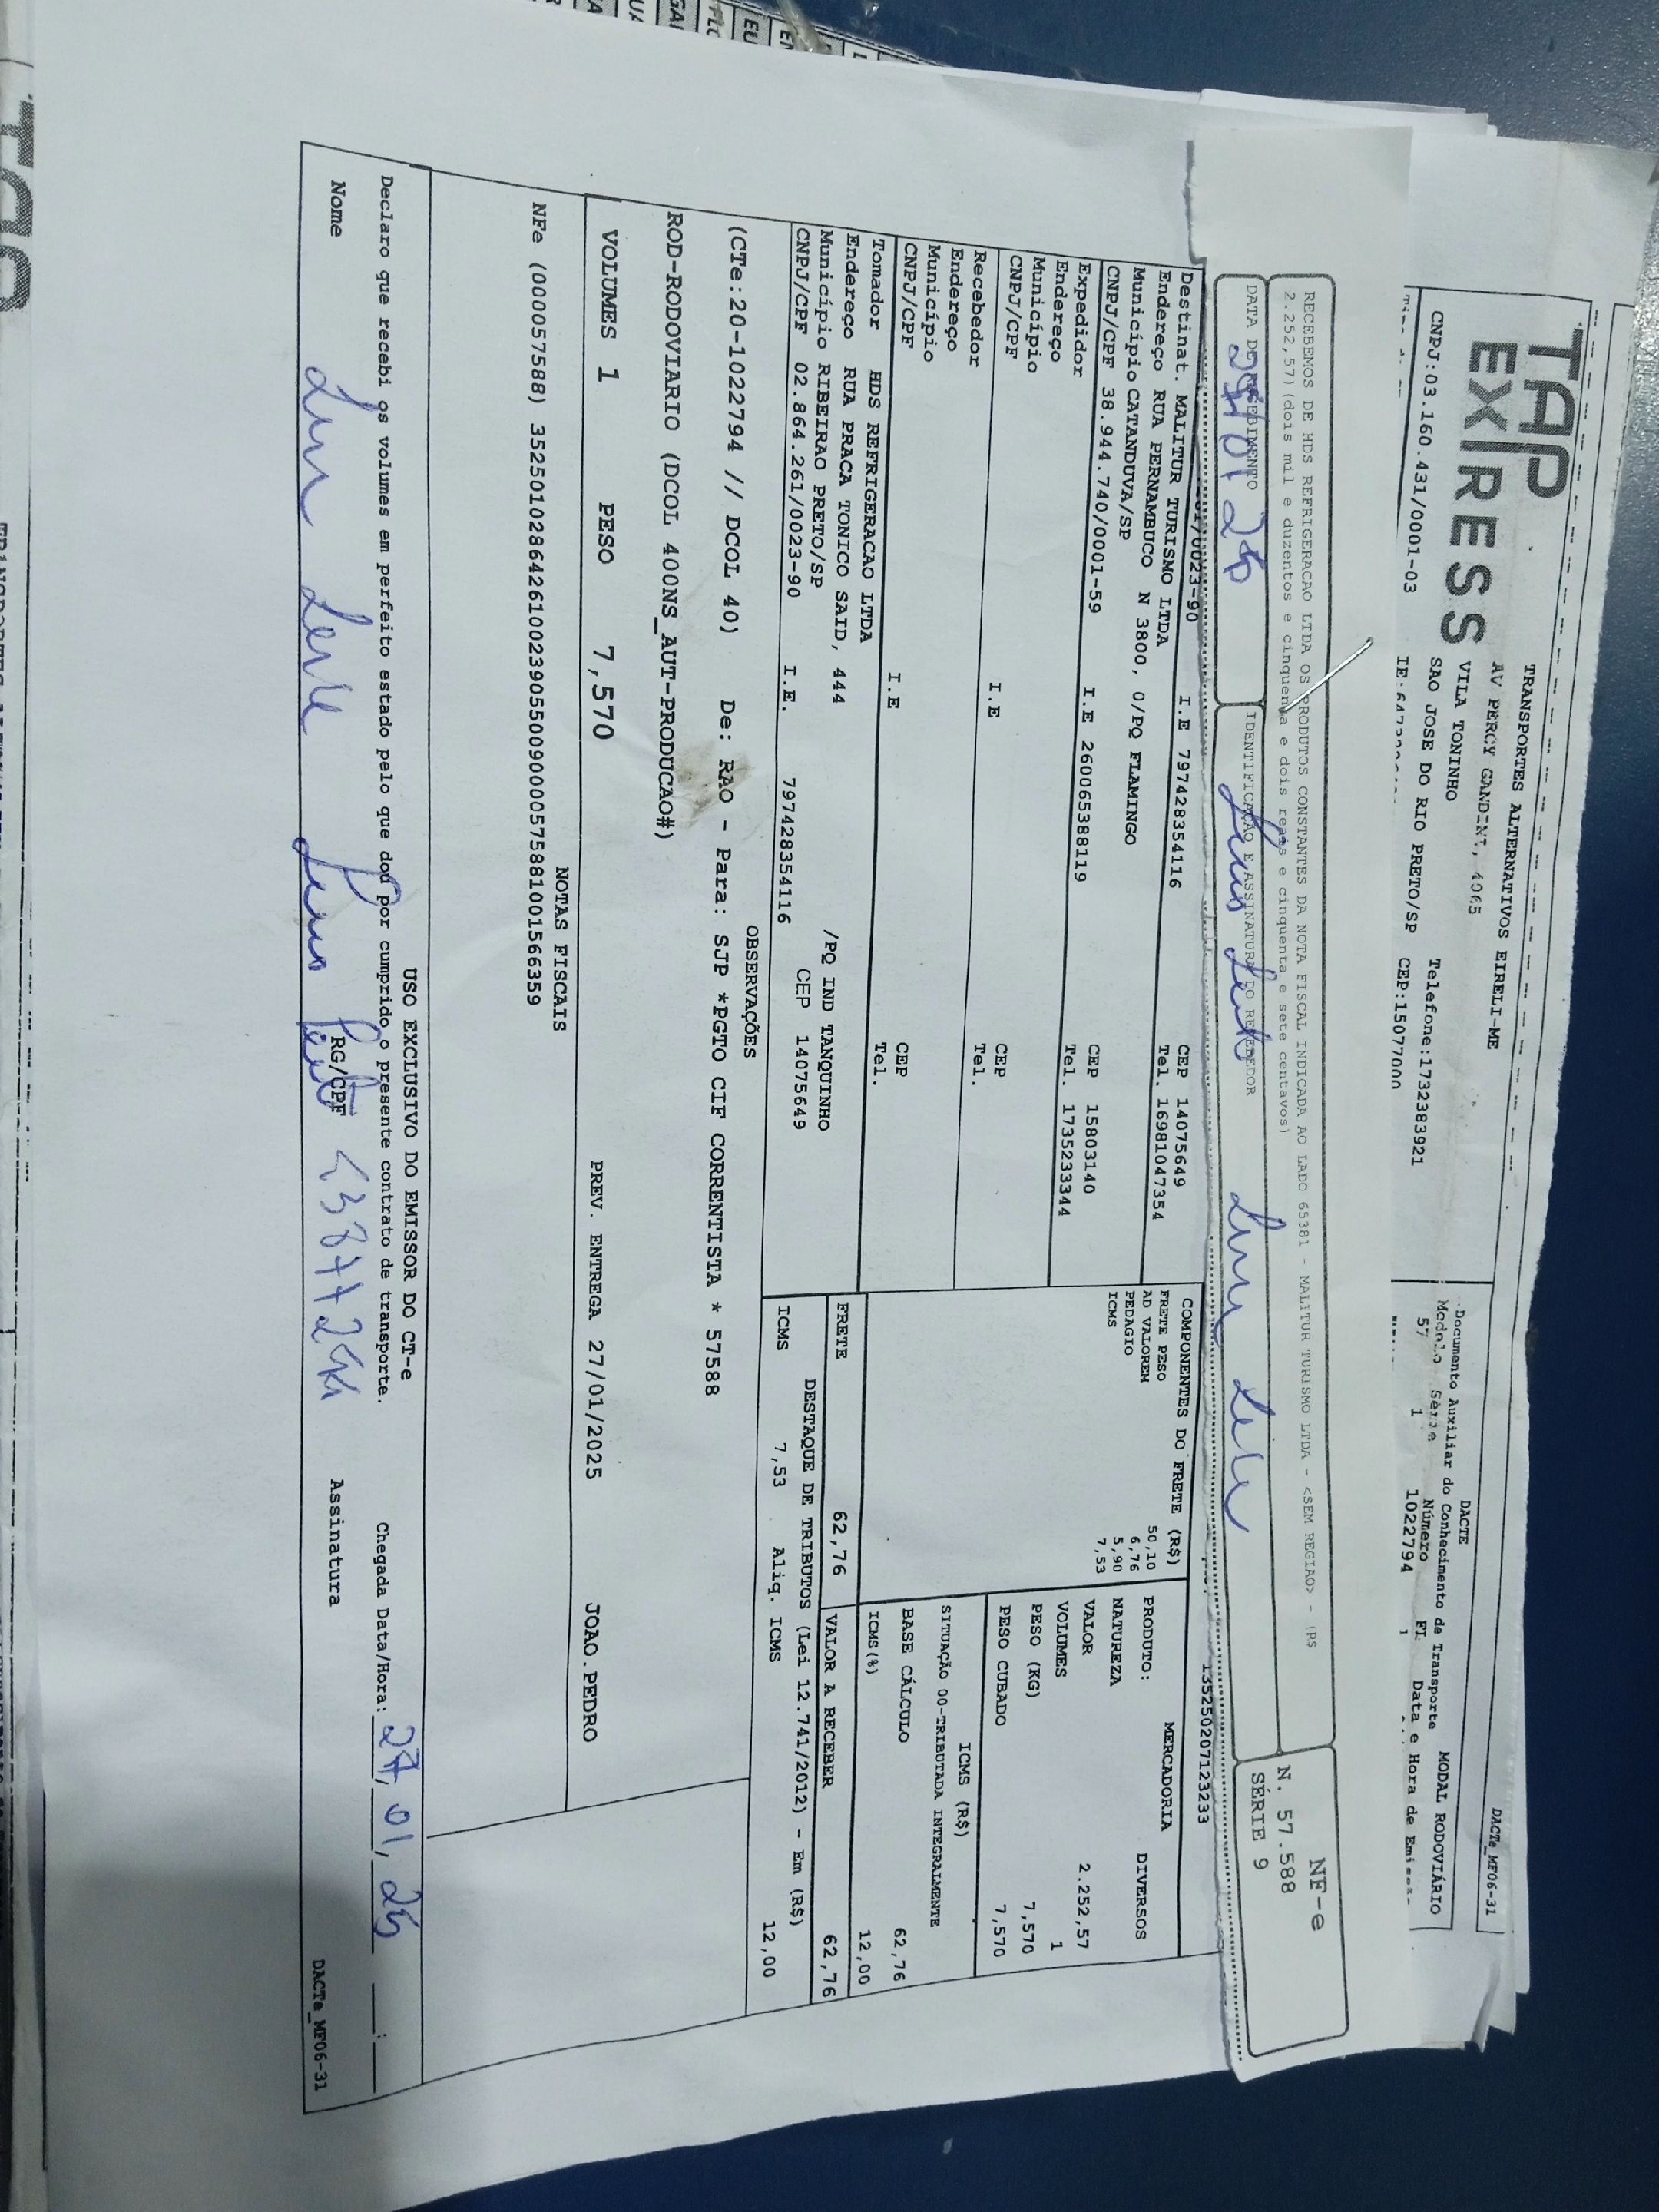 DACTe_MF06-31
TAP
EX|RESS
TRANSPORTES ALTERNATIVOS EIRELI-ME
AV PERCY GANDINI, 4065
VILA TONINHO
SAO JOSE DO RIO PRETO/SP CEP:15077000
Telefone:1732383921
CNPJ:03.160.431/0001-03
DACTE
Documento Auxiliar do Conhecimento de Transporte
MODAL RODOVIÁRIO
Modelo Série Número FL Data e Hora de
57 1 1022794 1
RECEBEMOS DE HDS REFRIGERACAO LTDA OS PRODUTOS CONSTANTES DA NOTA FISCAL INDICADA AO LADO 65381 - MALITUR TURISMO LTDA - <SEM REGIAO> - (R$
2.252,57) (dois mil e duzentos e cinquenta e dois reais e cinquenta e sete centavos)
NF-e
N. 57.588
SÉRIE 9
DATA DE RECEBIMENTO
27/01/25
IDENTIFICAÇÃO E ASSINATURA DO RECEBEDOR
135250207123233
/0023-90 I.E 797428354116 CEP 14075649
Destinat. MALITUR TURISMO LTDA Tel. 16981047354
Endereço RUA PERNAMBUCO N 3800, 0/PQ FLAMINGO
Município CATANDUVA/SP CEP 15803140
CNPJ/CPF 38.944.740/0001-59 I.E 260065388119 Tel. 1735233344
Expedidor
Endereço
Município CEP
CNPJ/CPF I.E Tel.
Recebedor
Endereço
Município CEP
CNPJ/CPF I.E Tel.
Tomador HDS REFRIGERACAO LTDA
Endereço RUA PRACA TONICO SAID, 444 /PQ IND TANQUINHO
Município RIBEIRAO PRETO/SP CEP 14075649
CNPJ/CPF 02.864.261/0023-90 I.E. 797428354116
COMPONENTES DO FRETE (R$)
FRETE PESO 50,10
AD VALOREM 6,76
PEDAGIO 5,90
ICMS 7,53
MERCADORIA
PRODUTO: DIVERSOS
NATUREZA
VALOR 2.252,57
VOLUMES 1
PESO (KG) 7,570
PESO CUBADO 7,570
ICMS (R$)
SITUAÇÃO 00-TRIBUTADA INTEGRALMENTE
BASE CÁLCULO 62,76
ICMS (%) 12,00
FRETE 62,76 VALOR A RECEBER 62,76
DESTAQUE DE TRIBUTOS (Lei 12.741/2012) - Em (R$)
ICMS 7,53 Aliq. ICMS 12,00
OBSERVAÇÕES
(CTe:20-1022794 // DCOL 40) De: RAO - Para: SJP *PGTO CIF CORRENTISTA * 57588
ROD-RODOVIARIO (DCOL 400NS_AUT-PRODUCAO#)
VOLUMES 1 PESO 7,570 PREV. ENTREGA 27/01/2025 JOAO.PEDRO
NOTAS FISCAIS
NFe (000057588) 35250102864261002390550090000575881001566359
USO EXCLUSIVO DO EMISSOR DO CT-e
Declaro que recebi os volumes em perfeito estado pelo que dou por cumprido o presente contrato de transporte. Chegada Data/Hora: 27/01/25 __:__
Nome RG/CPF Assinatura
DACTe_MF06-31